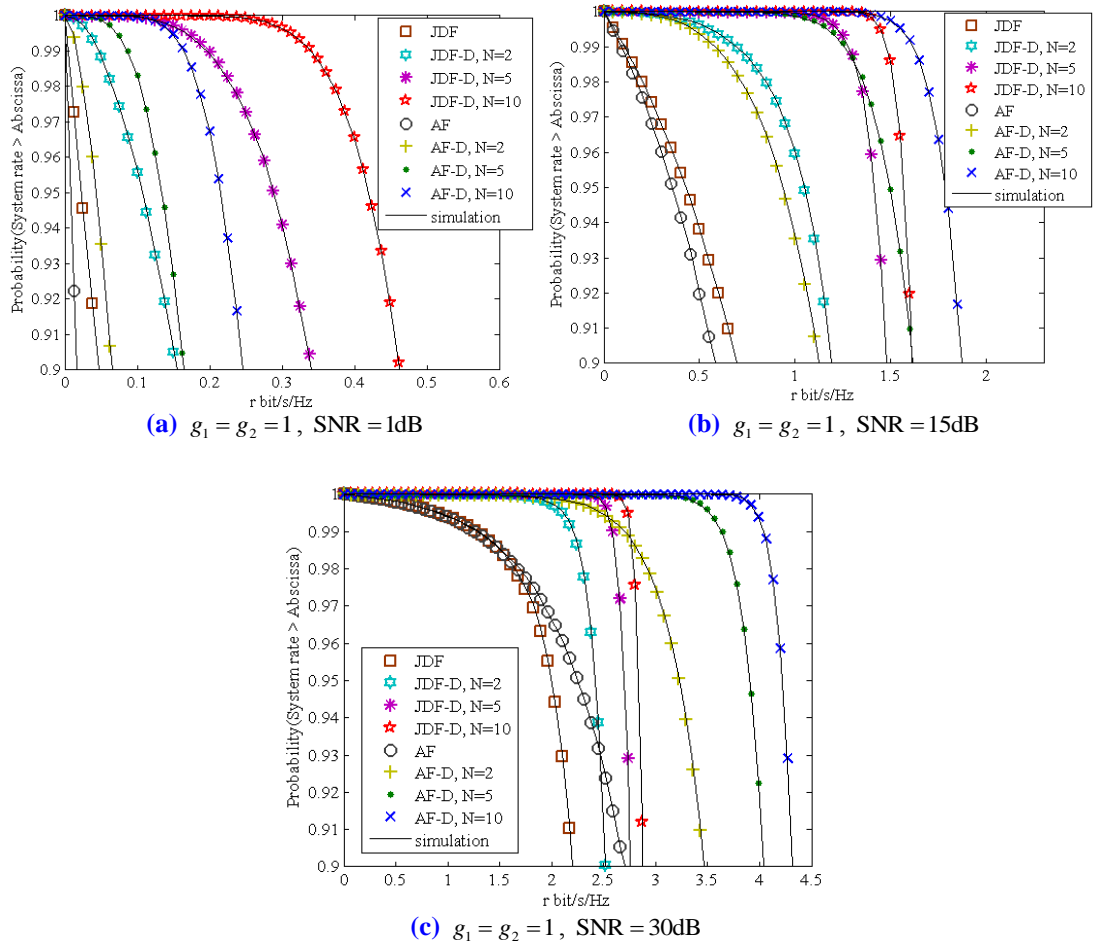 1
0.99
0.98
0.97
0.96
0.95
0.94
0.93
0.92
0.91
0.9
Probability(System rate > Abscissa)
0 0.1 0.2 0.3 0.4 0.5 0.6
r bit/s/Hz
JDF
JDF-D, N=2
JDF-D, N=5
JDF-D, N=10
AF
AF-D, N=2
AF-D, N=5
AF-D, N=10
simulation
(a) g₁ = g₂ = 1, SNR = 1dB
1
0.99
0.98
0.97
0.96
0.95
0.94
0.93
0.92
0.91
0.9
Probability(System rate > Abscissa)
0 0.5 1 1.5 2
r bit/s/Hz
JDF
JDF-D, N=2
JDF-D, N=5
JDF-D, N=10
AF
AF-D, N=2
AF-D, N=5
AF-D, N=10
simulation
(b) g₁ = g₂ = 1, SNR = 15dB
1
0.99
0.98
0.97
0.96
0.95
0.94
0.93
0.92
0.91
0.9
Probability(System rate > Abscissa)
0 0.5 1 1.5 2 2.5 3 3.5 4 4.5
r bit/s/Hz
JDF
JDF-D, N=2
JDF-D, N=5
JDF-D, N=10
AF
AF-D, N=2
AF-D, N=5
AF-D, N=10
simulation
(c) g₁ = g₂ = 1, SNR = 30dB